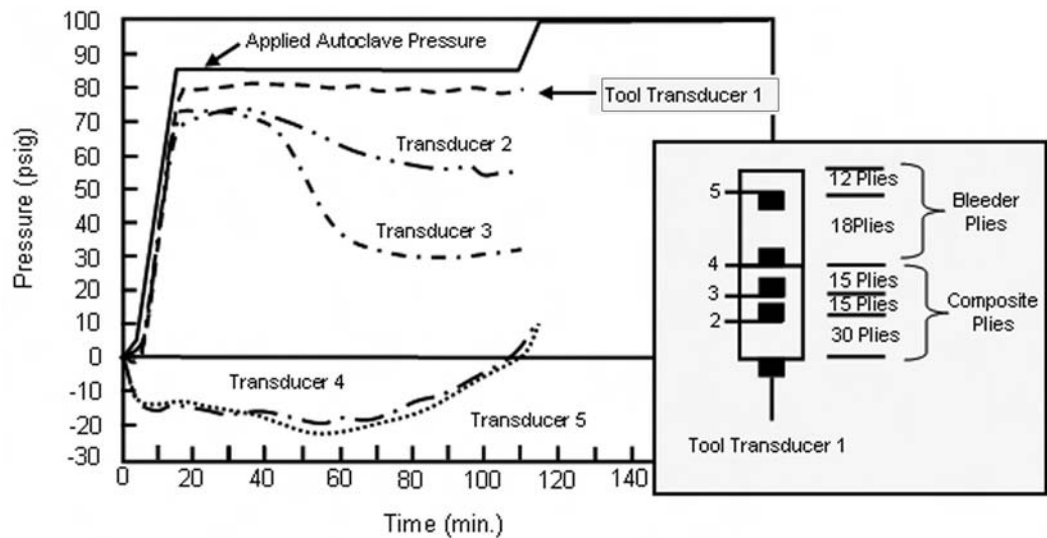 100
90
80
70
60
50
40
30
20
10
0
-10
-20
-30
Pressure (psig)
Applied Autoclave Pressure
Tool Transducer 1
Transducer 2
Transducer 3
Transducer 4
Transducer 5
0 20 40 60 80 100 120 140
Time (min.)
5
4
3
2
12 Plies
18Plies
15 Plies
15 Plies
30 Plies
Bleeder
Plies
Composite
Plies
Tool Transducer 1